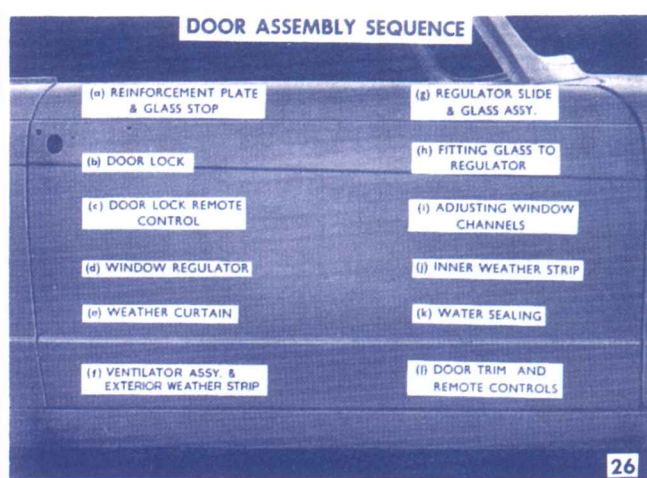 DOOR ASSEMBLY SEQUENCE
(a) REINFORCEMENT PLATE
& GLASS STOP
(b) DOOR LOCK
(c) DOOR LOCK REMOTE
CONTROL
(d) WINDOW REGULATOR
(e) WEATHER CURTAIN
(f) VENTILATOR ASSY. &
EXTERIOR WEATHER STRIP
(g) REGULATOR SLIDE
& GLASS ASSY.
(h) FITTING GLASS TO
REGULATOR
(i) ADJUSTING WINDOW
CHANNELS
(j) INNER WEATHER STRIP
(k) WATER SEALING
(l) DOOR TRIM AND
REMOTE CONTROLS
26